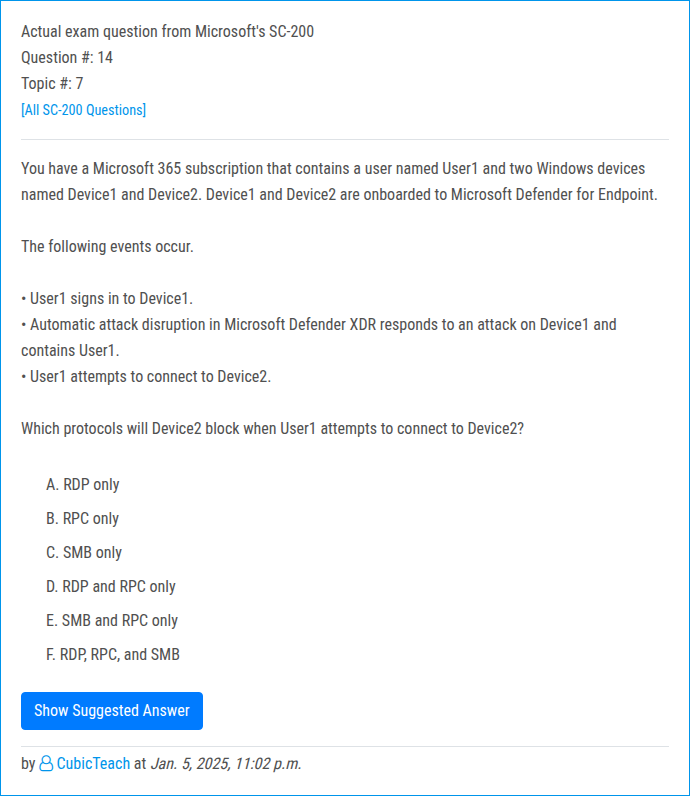 Actual exam question from Microsoft's SC-200
Question #: 14
Topic #: 7
[All SC-200 Questions]
You have a Microsoft 365 subscription that contains a user named User1 and two Windows devices
named Device1 and Device2. Device1 and Device2 are onboarded to Microsoft Defender for Endpoint.
The following events occur.
• User1 signs in to Device1.
• Automatic attack disruption in Microsoft Defender XDR responds to an attack on Device1 and
contains User1.
• User1 attempts to connect to Device2.
Which protocols will Device2 block when User1 attempts to connect to Device2?
A. RDP only
B. RPC only
C. SMB only
D. RDP and RPC only
E. SMB and RPC only
F. RDP, RPC, and SMB
Show Suggested Answer
by CubicTeach at Jan. 5, 2025, 11:02 p.m.